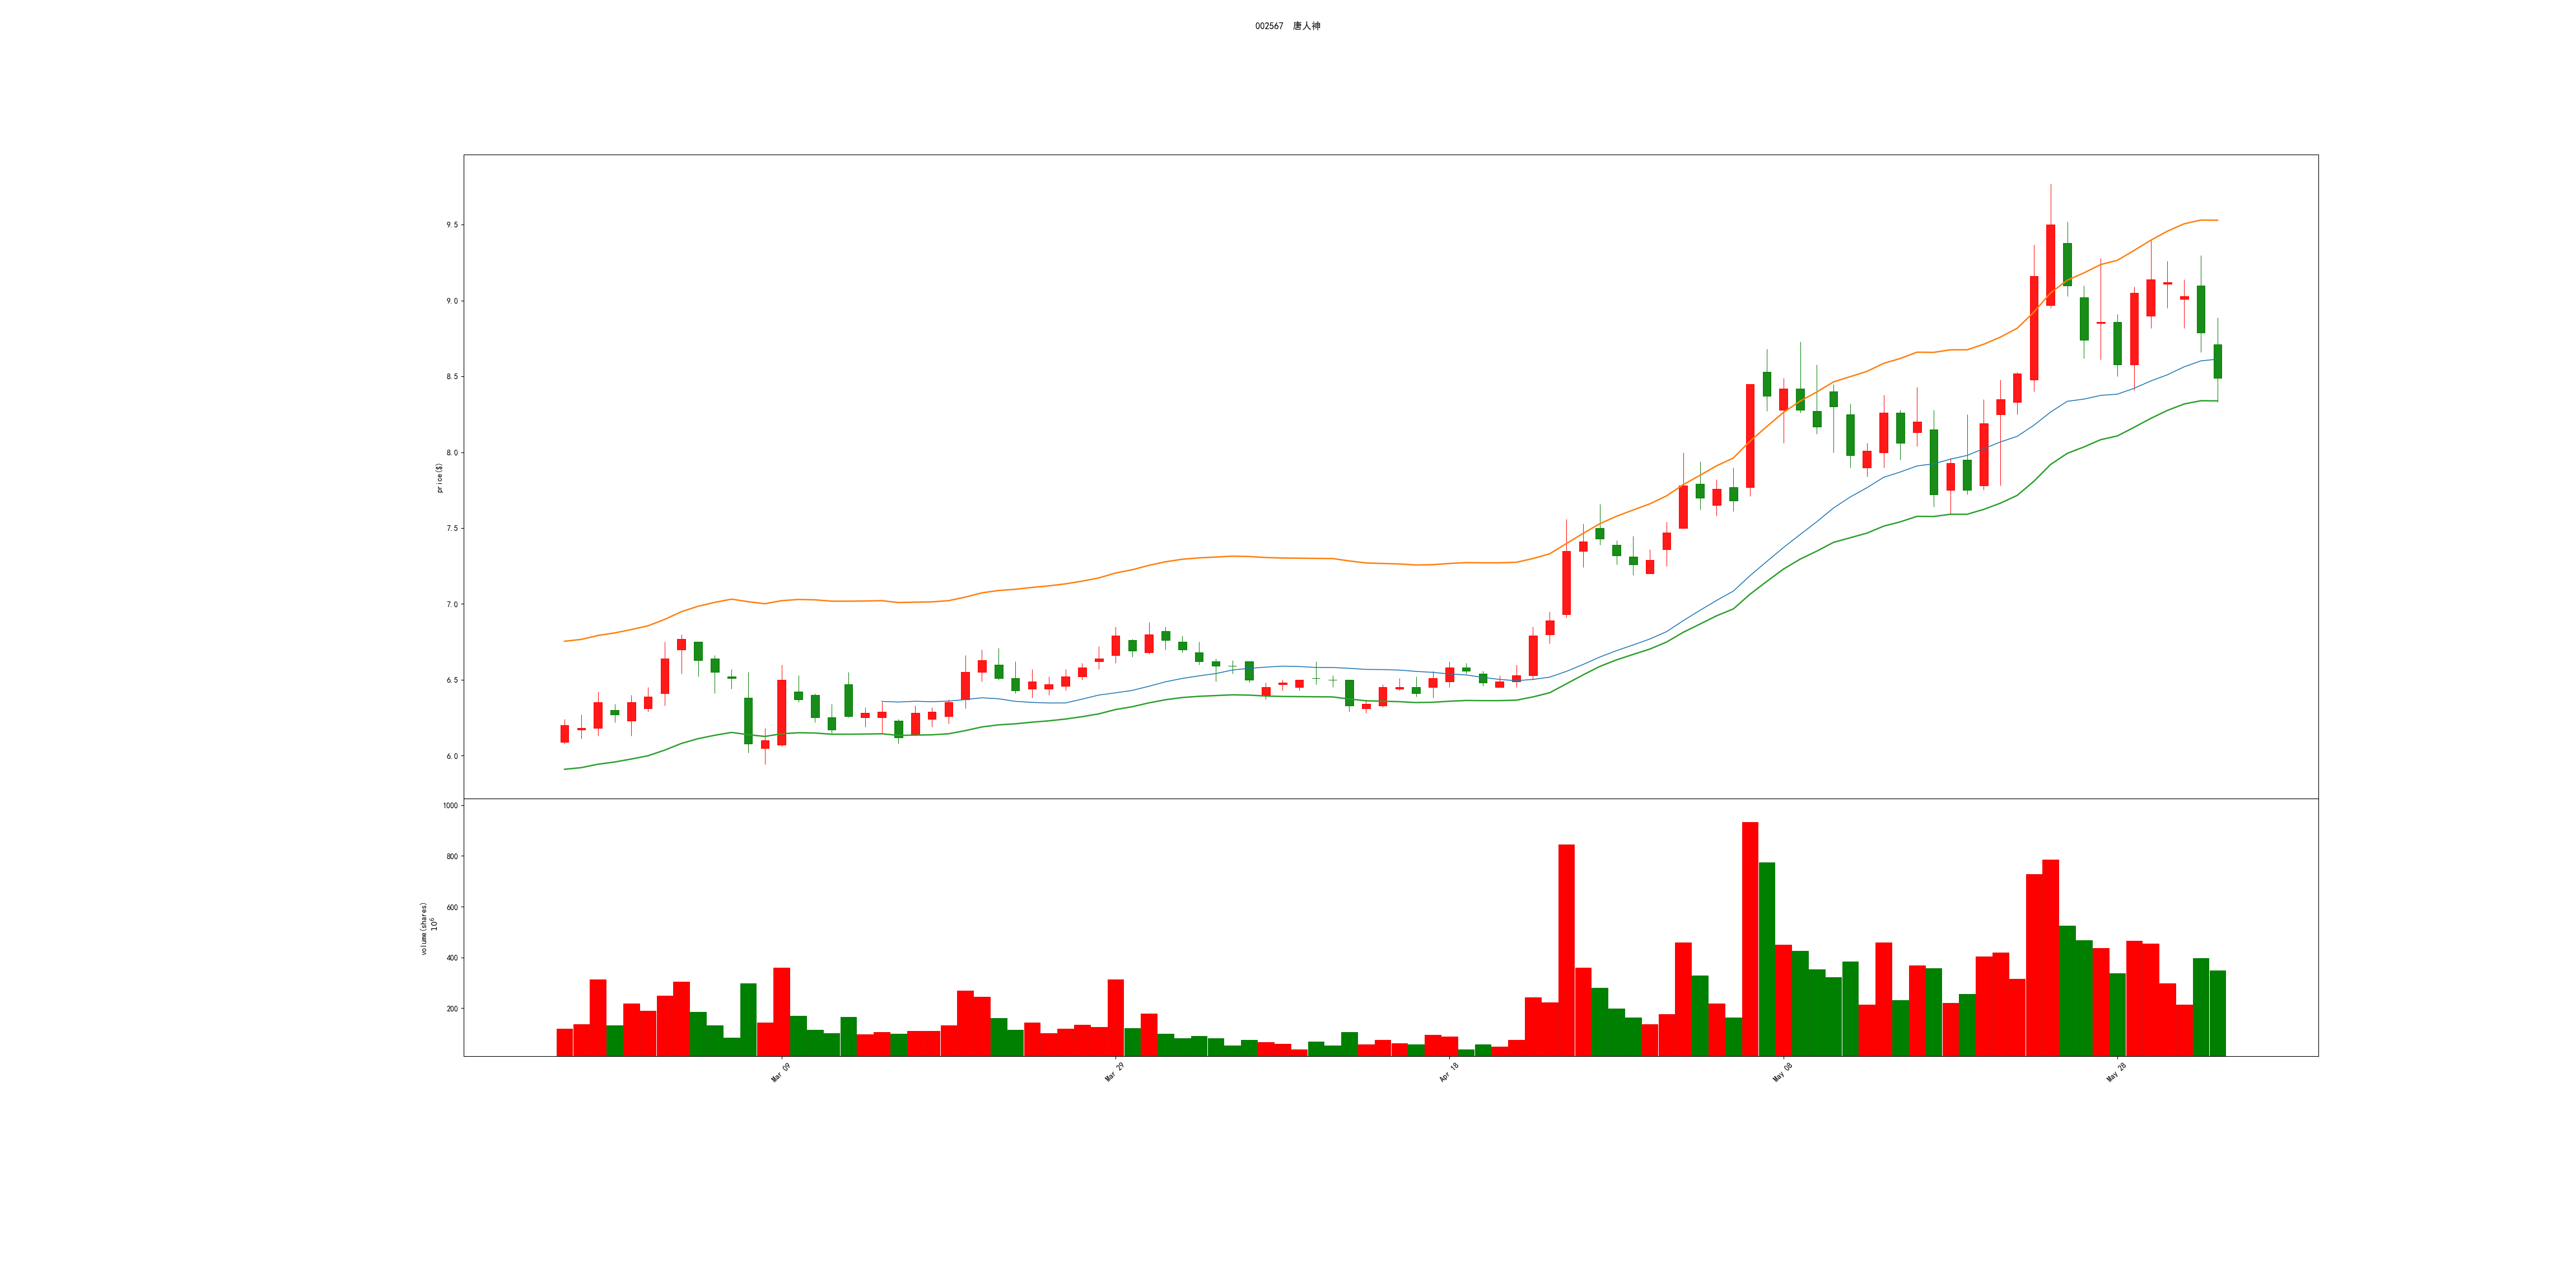 002567 唐人神
9.5
9.0
8.5
8.0
7.5
7.0
6.5
6.0
price($)
1000
800
600
400
200
volume(shares)
10^6
Mar 09
Mar 29
Apr 18
May 08
May 28